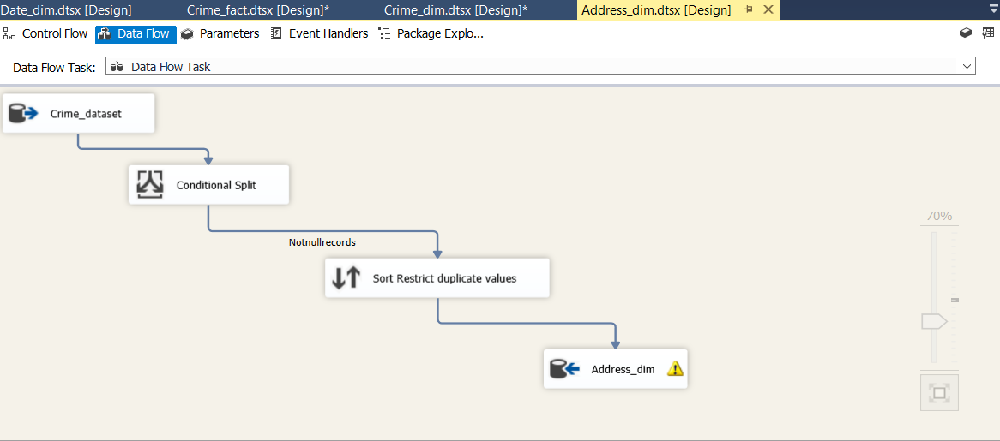 Date_dim.dtsx [Design] Crime_fact.dtsx [Design]* Crime_dim.dtsx [Design]* Address_dim.dtsx [Design]
Control Flow Data Flow Parameters Event Handlers Package Explo...
Data Flow Task: Data Flow Task
Crime_dataset
Conditional Split
70%
Notnullrecords
Sort Restrict duplicate values
Address_dim